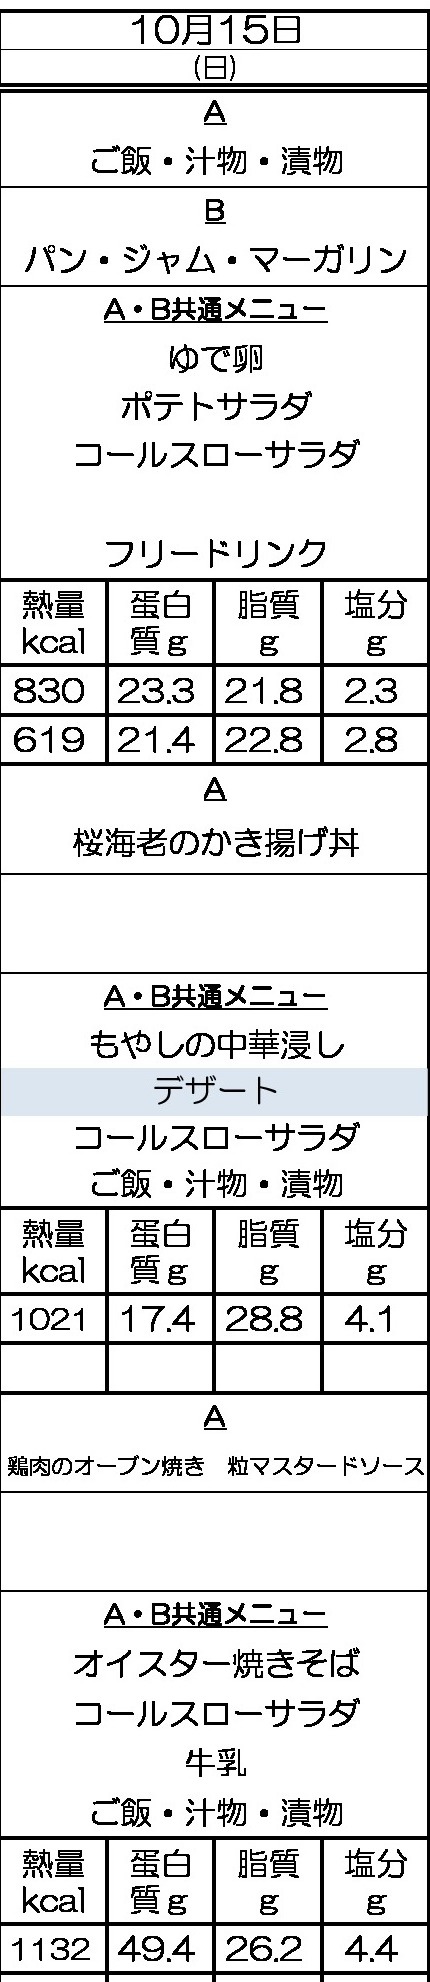 10月15日
(日)
A
ご飯・汁物・漬物
B
パン・ジャム・マーガリン
A・B共通メニュー
ゆで卵
ポテトサラダ
コールスローサラダ
フリードリンク
熱量 蛋白 脂質 塩分
kcal 質g g g
830 23.3 21.8 2.3
619 21.4 22.8 2.8
A
桜海老のかき揚げ丼
A・B共通メニュー
もやしの中華浸し
デザート
コールスローサラダ
ご飯・汁物・漬物
熱量 蛋白 脂質 塩分
kcal 質g g g
1021 17.4 28.8 4.1
A
鶏肉のオーブン焼き　粒マスタードソース
A・B共通メニュー
オイスター焼きそば
コールスローサラダ
牛乳
ご飯・汁物・漬物
熱量 蛋白 脂質 塩分
kcal 質g g g
1132 49.4 26.2 4.4